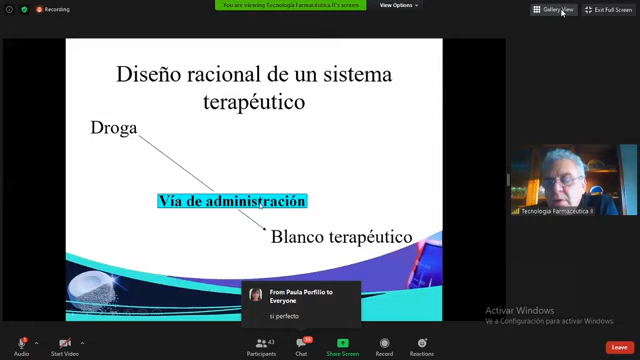 Recording
You are viewing Tecnología Farmacéutica II's screen
View Options
Gallery View
Exit Full Screen
Diseño racional de un sistema
terapéutico
Droga
Vía de administración
Blanco terapéutico
Tecnología Farmacéutica II
From Paula Porfilio to
Everyone
si perfecto
Activar Windows
Ve a Configuración para activar Windows.
Audio
Start Video
43
Participants
Chat
Share Screen
Record
Reactions
Leave